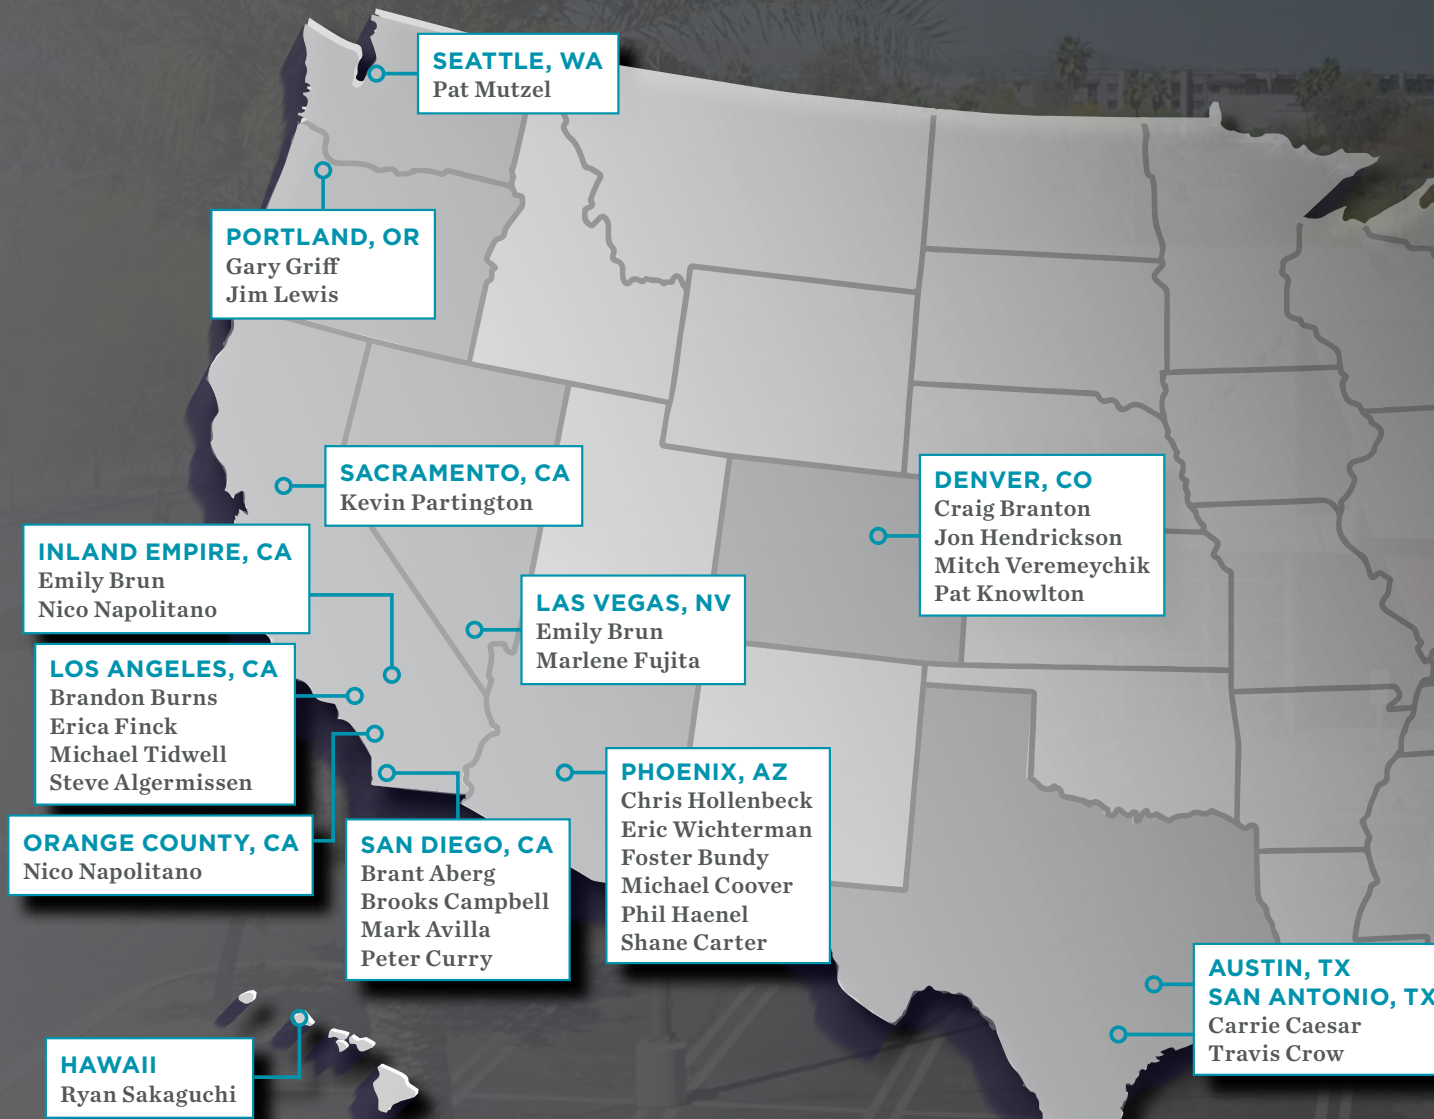 SEATTLE, WA
Pat Mutzel
PORTLAND, OR
Gary Griff
Jim Lewis
SACRAMENTO, CA
Kevin Partington
DENVER, CO
Craig Branton
Jon Hendrickson
Mitch Veremeychik
Pat Knowlton
INLAND EMPIRE, CA
Emily Brun
Nico Napolitano
LAS VEGAS, NV
Emily Brun
Marlene Fujita
LOS ANGELES, CA
Brandon Burns
Erica Finck
Michael Tidwell
Steve Algermissen
PHOENIX, AZ
Chris Hollenbeck
Eric Wichterman
Foster Bundy
Michael Coover
Phil Haenel
Shane Carter
ORANGE COUNTY, CA
Nico Napolitano
SAN DIEGO, CA
Brant Aberg
Brooks Campbell
Mark Avilla
Peter Curry
AUSTIN, TX
SAN ANTONIO, TX
Carrie Caesar
Travis Crow
HAWAII
Ryan Sakaguchi